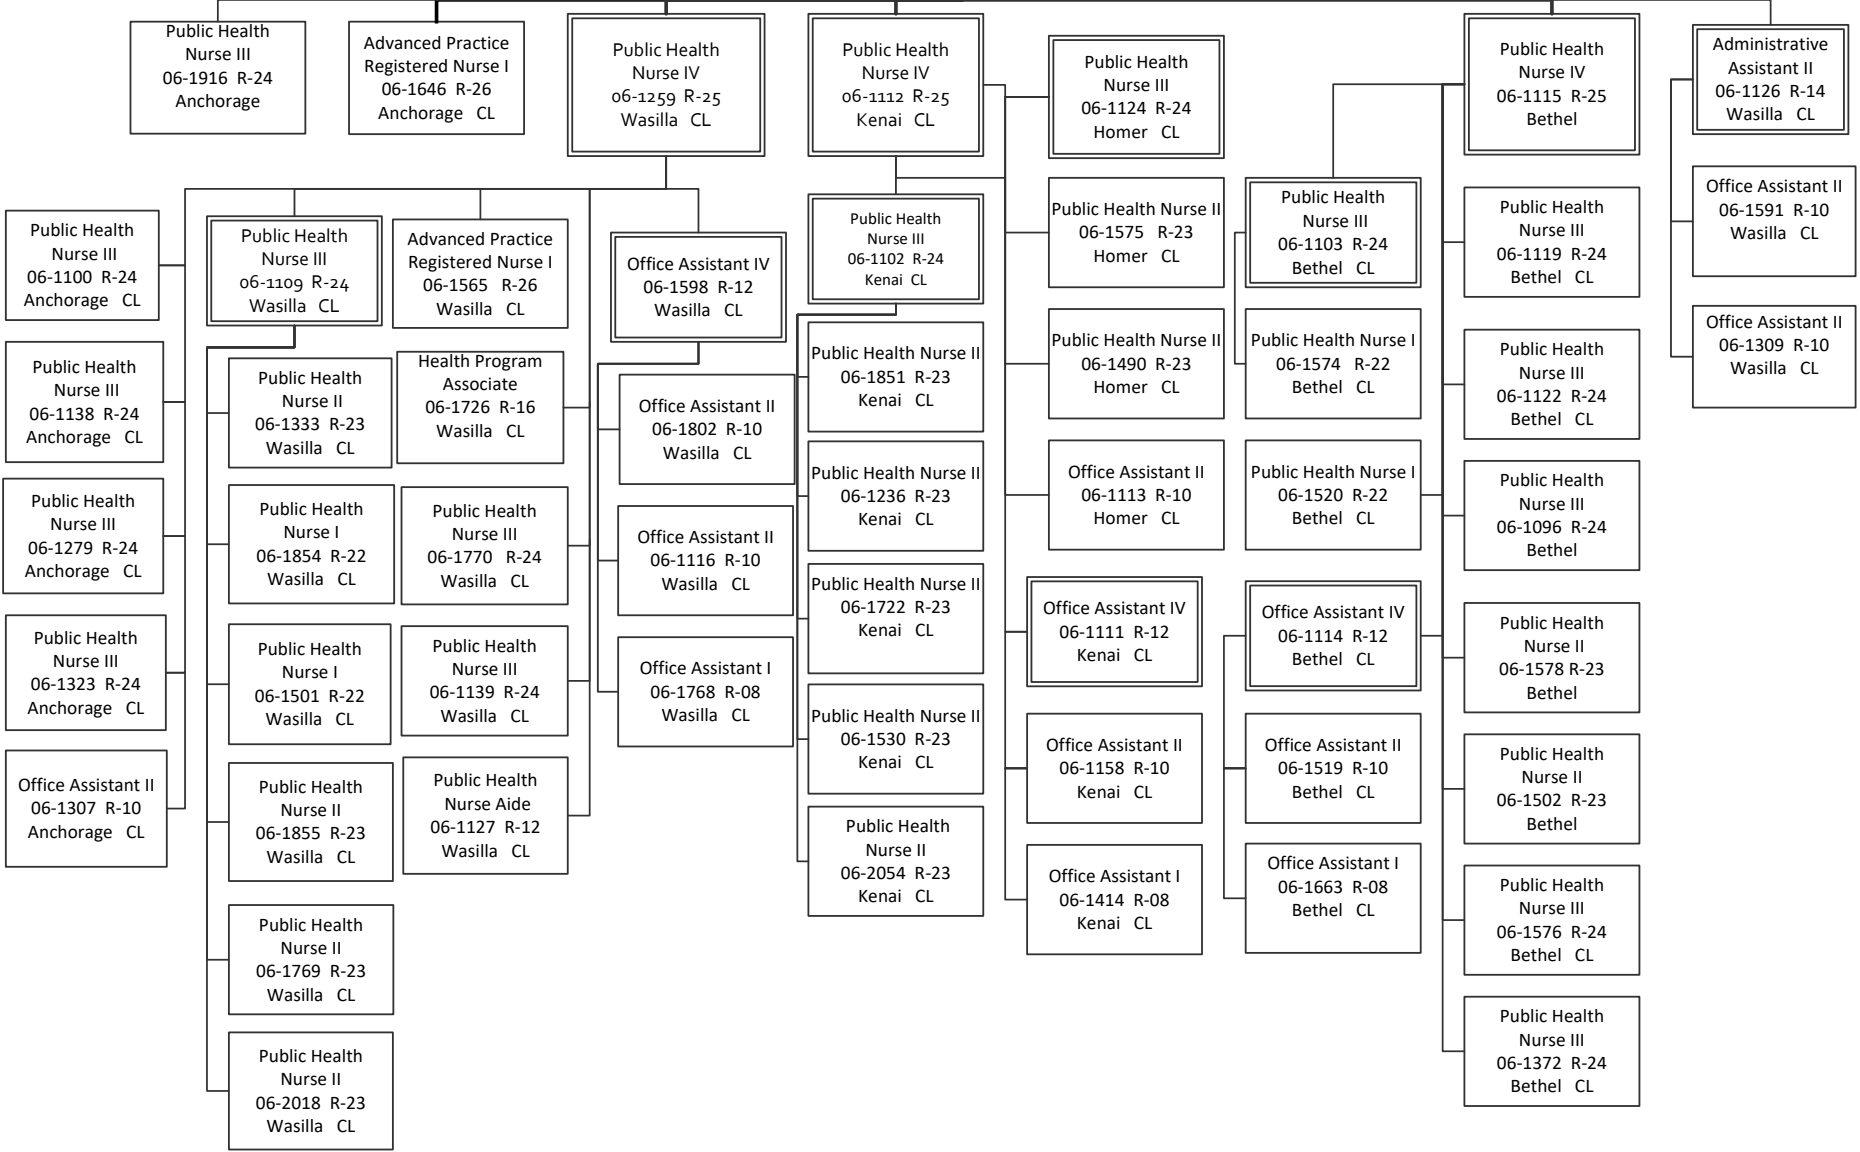 Public Health
Nurse III
06-1916 R-24
Anchorage
Advanced Practice
Registered Nurse I
06-1646 R-26
Anchorage CL
Public Health
Nurse IV
06-1259 R-25
Wasilla CL
Public Health
Nurse IV
06-1112 R-25
Kenai CL
Public Health
Nurse III
06-1124 R-24
Homer CL
Public Health
Nurse IV
06-1115 R-25
Bethel
Administrative
Assistant II
06-1126 R-14
Wasilla CL
Public Health
Nurse III
06-1100 R-24
Anchorage CL
Public Health
Nurse III
06-1138 R-24
Anchorage CL
Public Health
Nurse III
06-1279 R-24
Anchorage CL
Public Health
Nurse III
06-1323 R-24
Anchorage CL
Office Assistant II
06-1307 R-10
Anchorage CL
Public Health
Nurse III
06-1109 R-24
Wasilla CL
Public Health
Nurse II
06-1333 R-23
Wasilla CL
Public Health
Nurse I
06-1854 R-22
Wasilla CL
Public Health
Nurse I
06-1501 R-22
Wasilla CL
Public Health
Nurse II
06-1855 R-23
Wasilla CL
Public Health
Nurse II
06-1769 R-23
Wasilla CL
Public Health
Nurse II
06-2018 R-23
Wasilla CL
Advanced Practice
Registered Nurse I
06-1565 R-26
Wasilla CL
Health Program
Associate
06-1726 R-16
Wasilla CL
Public Health
Nurse III
06-1770 R-24
Wasilla CL
Public Health
Nurse III
06-1139 R-24
Wasilla CL
Public Health
Nurse Aide
06-1127 R-12
Wasilla CL
Office Assistant IV
06-1598 R-12
Wasilla CL
Office Assistant II
06-1802 R-10
Wasilla CL
Office Assistant II
06-1116 R-10
Wasilla CL
Office Assistant I
06-1768 R-08
Wasilla CL
Public Health
Nurse III
06-1102 R-24
Kenai CL
Public Health Nurse II
06-1851 R-23
Kenai CL
Public Health Nurse II
06-1236 R-23
Kenai CL
Public Health Nurse II
06-1722 R-23
Kenai CL
Public Health Nurse II
06-1530 R-23
Kenai CL
Public Health
Nurse II
06-2054 R-23
Kenai CL
Public Health Nurse II
06-1575 R-23
Homer CL
Public Health Nurse II
06-1490 R-23
Homer CL
Office Assistant II
06-1113 R-10
Homer CL
Office Assistant IV
06-1111 R-12
Kenai CL
Office Assistant II
06-1158 R-10
Kenai CL
Office Assistant I
06-1414 R-08
Kenai CL
Public Health
Nurse III
06-1103 R-24
Bethel CL
Public Health Nurse I
06-1574 R-22
Bethel CL
Public Health Nurse I
06-1520 R-22
Bethel CL
Office Assistant IV
06-1114 R-12
Bethel CL
Office Assistant II
06-1519 R-10
Bethel CL
Office Assistant I
06-1663 R-08
Bethel CL
Public Health
Nurse III
06-1119 R-24
Bethel CL
Public Health
Nurse III
06-1122 R-24
Bethel CL
Public Health
Nurse III
06-1096 R-24
Bethel
Public Health
Nurse II
06-1578 R-23
Bethel
Public Health
Nurse II
06-1502 R-23
Bethel
Public Health
Nurse III
06-1576 R-24
Bethel CL
Public Health
Nurse III
06-1372 R-24
Bethel CL
Office Assistant II
06-1591 R-10
Wasilla CL
Office Assistant II
06-1309 R-10
Wasilla CL